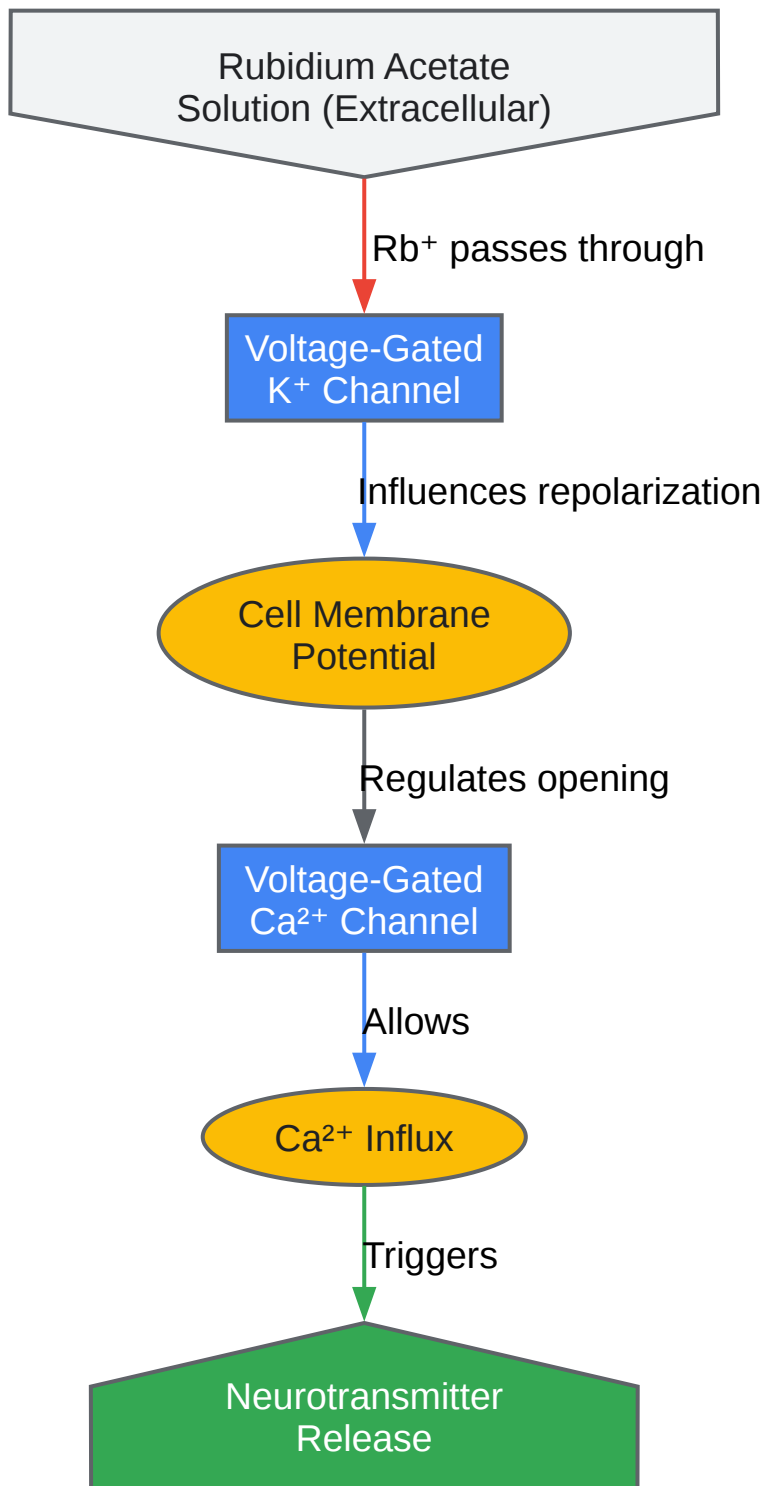 Rubidium Acetate
Solution (Extracellular)
Rb⁺ passes through
Voltage-Gated
K⁺ Channel
Influences repolarization
Cell Membrane
Potential
Regulates opening
Voltage-Gated
Ca²⁺ Channel
Allows
Ca²⁺ Influx
Triggers
Neurotransmitter
Release